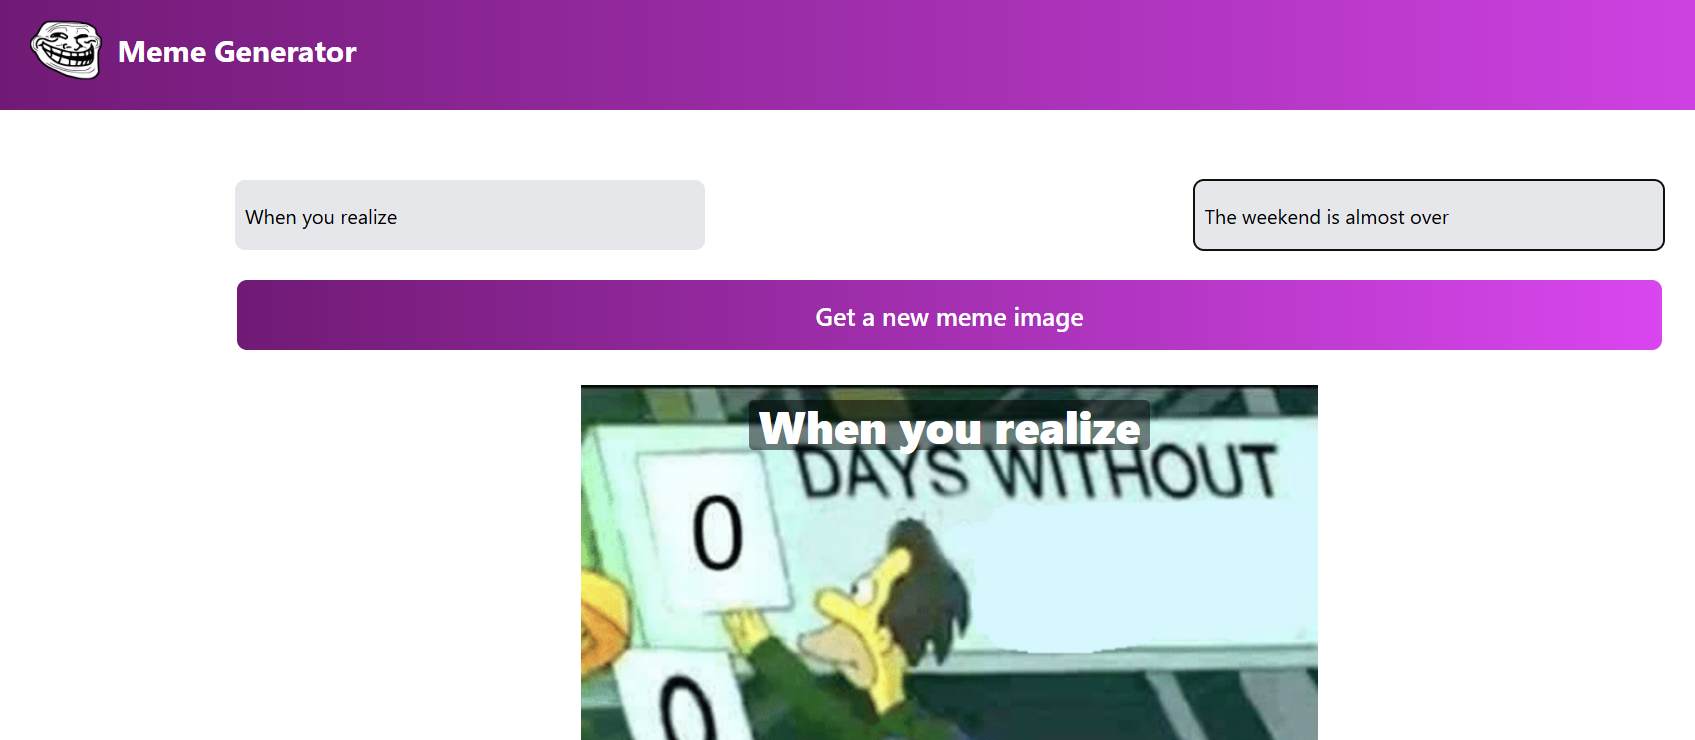 Meme Generator
When you realize
The weekend is almost over
Get a new meme image
When you realize
DAYS WITHOUT
0
0